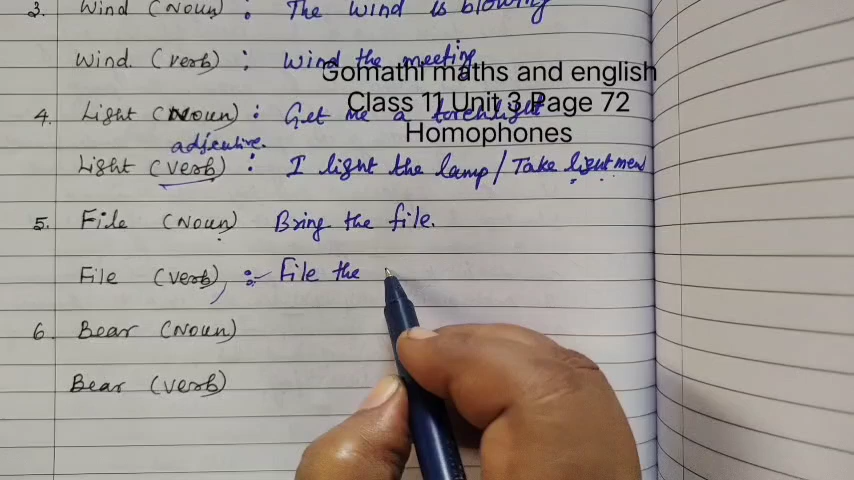 3. Wind (Noun) : The wind is blowing
Wind. (verb) : Wind the meeting
Gomathi maths and english
4. Light (Noun) : Get me a torchlight
Class 11 Unit 3 Page 72
Homophones
adjective.
Light (verb) : I light the lamp / Take light meal
5. File (Noun) Bring the file.
File (verb) :- File the
6. Bear (Noun)
Bear (verb)